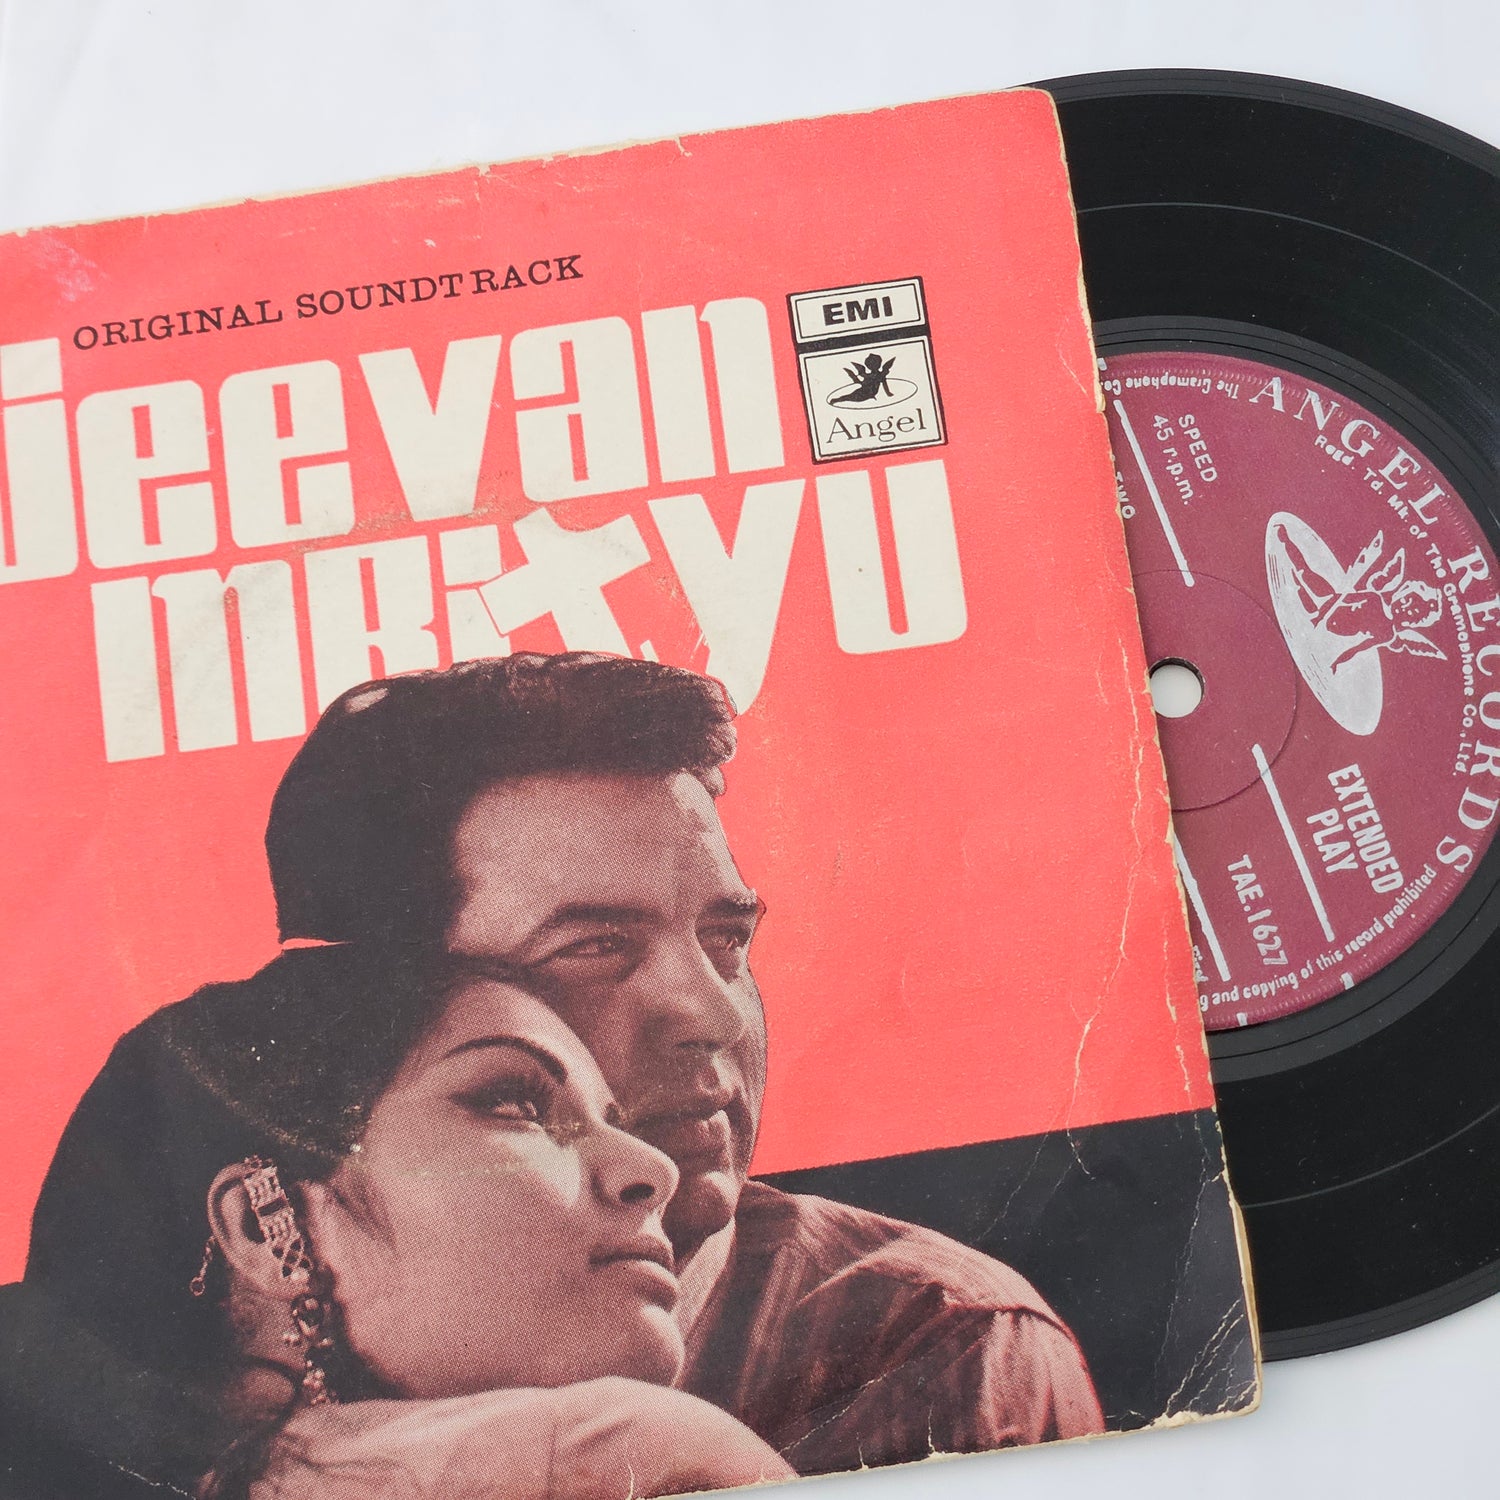 ORIGINAL SOUNDTRACK
Jeevan
MRityu
EMI
Angel
ANGEL RECORDS
Regd. Td. Mk. of The Gramophone Co., Ltd.
The Gramophone Co.
SPEED
45 r.p.m.
EXTENDED
PLAY
TAE.1627
and copying of this record prohibited